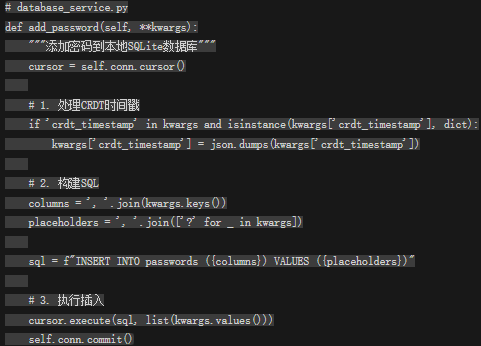 # database_service.py
def add_password(self, **kwargs):
    """添加密码到本地SQLite数据库"""
    cursor = self.conn.cursor()
    # 1. 处理CRDT时间戳
    if 'crdt_timestamp' in kwargs and isinstance(kwargs['crdt_timestamp'], dict):
        kwargs['crdt_timestamp'] = json.dumps(kwargs['crdt_timestamp'])
    # 2. 构建SQL
    columns = ', '.join(kwargs.keys())
    placeholders = ', '.join(['?' for _ in kwargs])
    sql = f"INSERT INTO passwords ({columns}) VALUES ({placeholders})"
    # 3. 执行插入
    cursor.execute(sql, list(kwargs.values()))
    self.conn.commit()